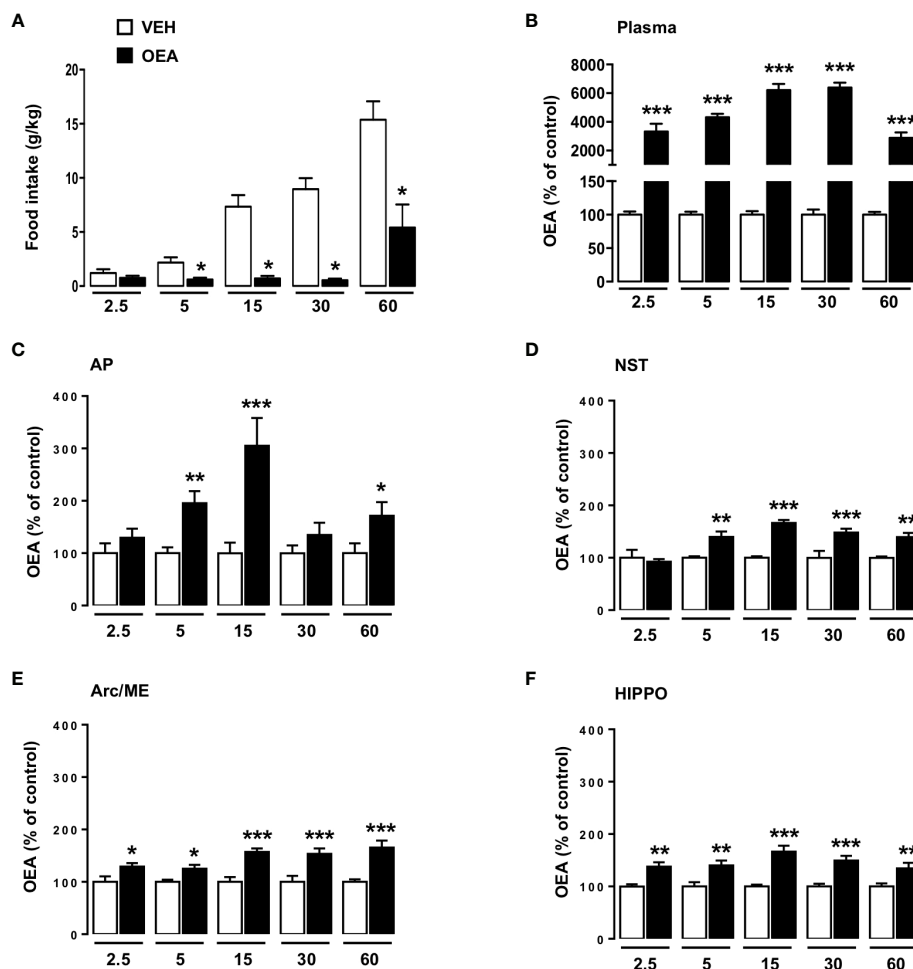 A
VEH
OEA
Food intake (g/kg)
20
15
10
5
0
*
*
*
*
2.5 5 15 30 60
B
Plasma
OEA (% of control)
8000
6000
4000
2000
150
100
50
0
*** *** *** *** ***
2.5 5 15 30 60
C
AP
OEA (% of control)
400
300
200
100
0
** *** *
2.5 5 15 30 60
D
NST
OEA (% of control)
400
300
200
100
0
** *** *** **
2.5 5 15 30 60
E
Arc/ME
OEA (% of control)
400
300
200
100
0
* * *** *** ***
2.5 5 15 30 60
F
HIPPO
OEA (% of control)
400
300
200
100
0
** ** *** *** **
2.5 5 15 30 60